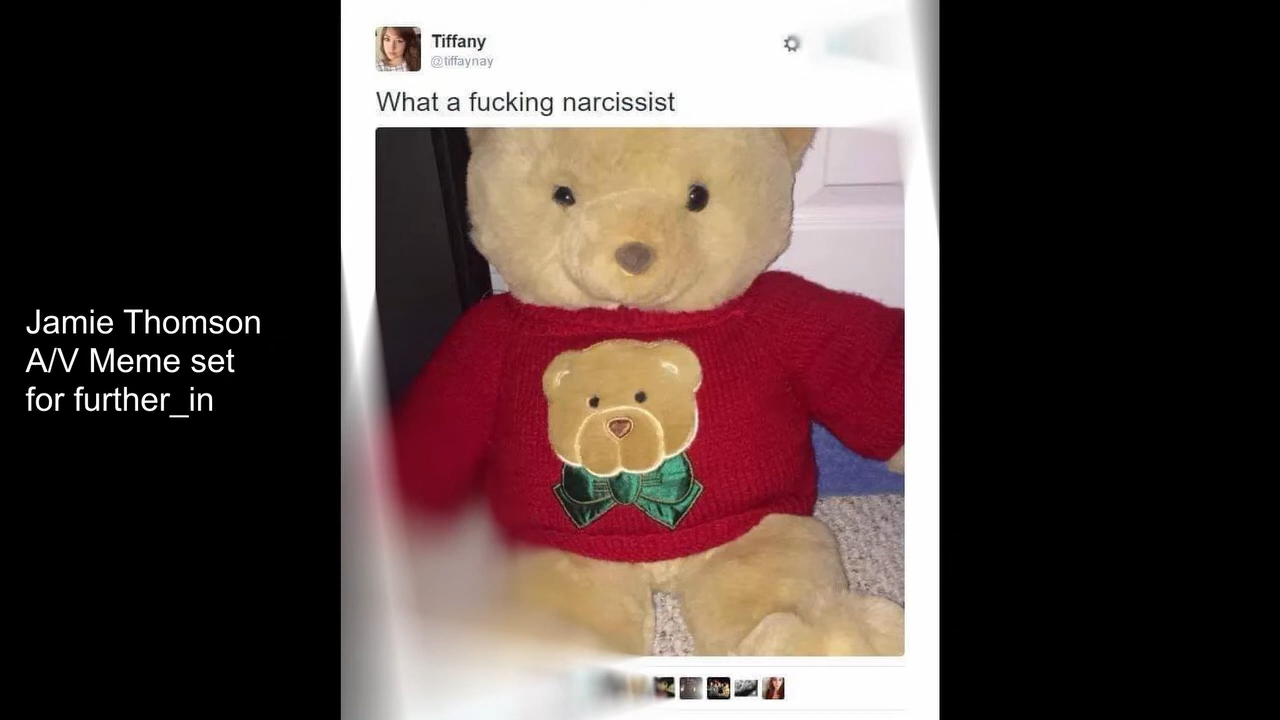 Tiffany
@tiffaynay
What a fucking narcissist
Jamie Thomson
A/V Meme set
for further_in